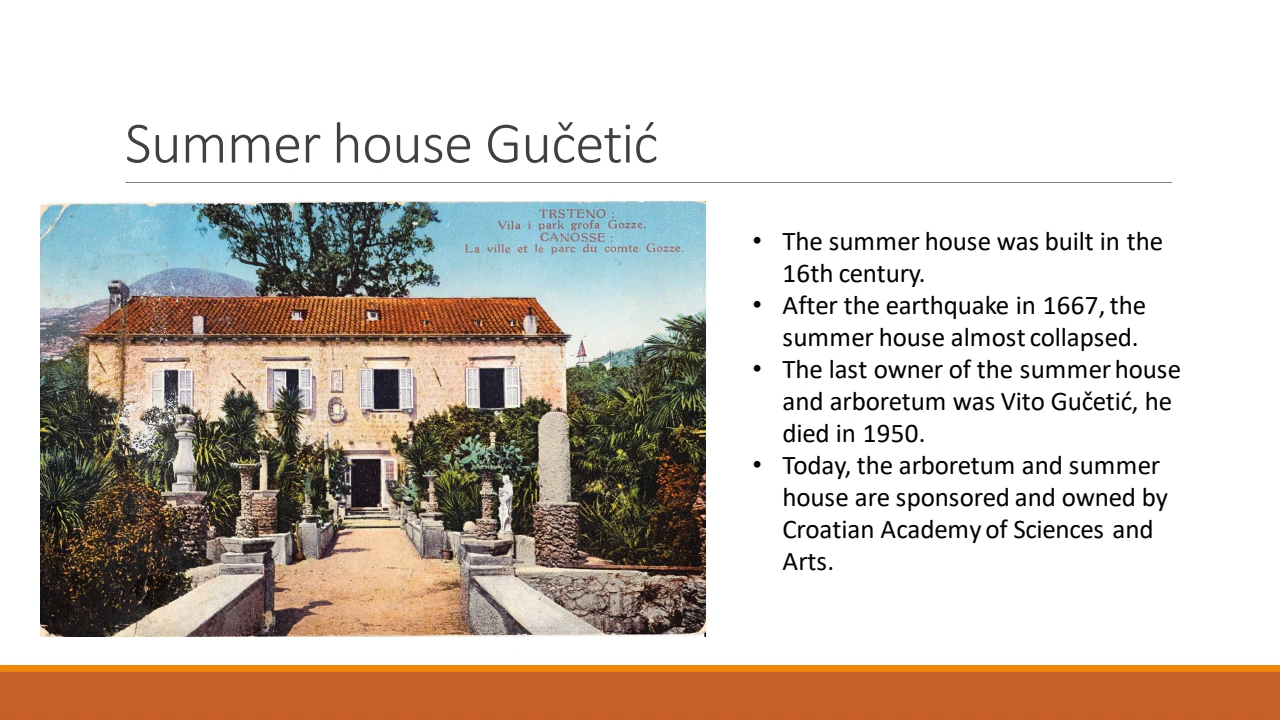 Summer house Gučetić
TRSTENO :
Vila i park grofa Gozze.
CANOSSE :
La ville et le parc du comte Gozze.
• The summer house was built in the
16th century.
• After the earthquake in 1667, the
summer house almost collapsed.
• The last owner of the summer house
and arboretum was Vito Gučetić, he
died in 1950.
• Today, the arboretum and summer
house are sponsored and owned by
Croatian Academy of Sciences and
Arts.